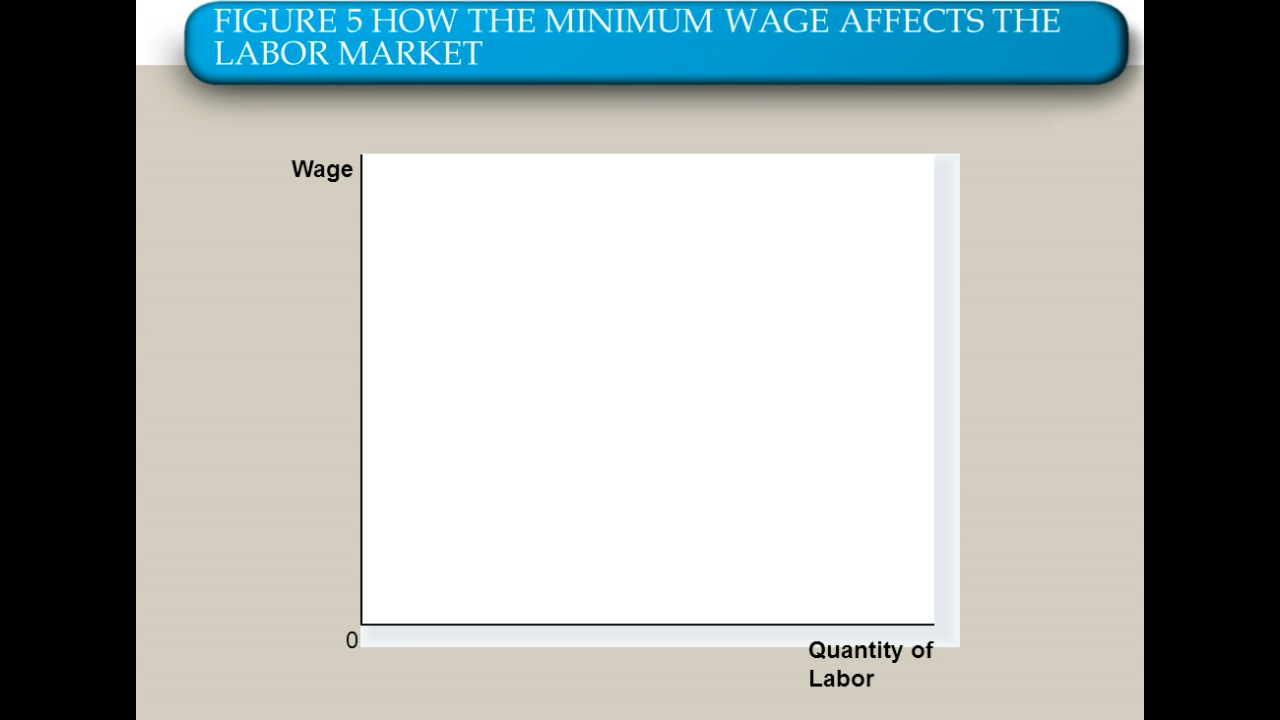 FIGURE 5 HOW THE MINIMUM WAGE AFFECTS THE
LABOR MARKET
Wage
0
Quantity of
Labor